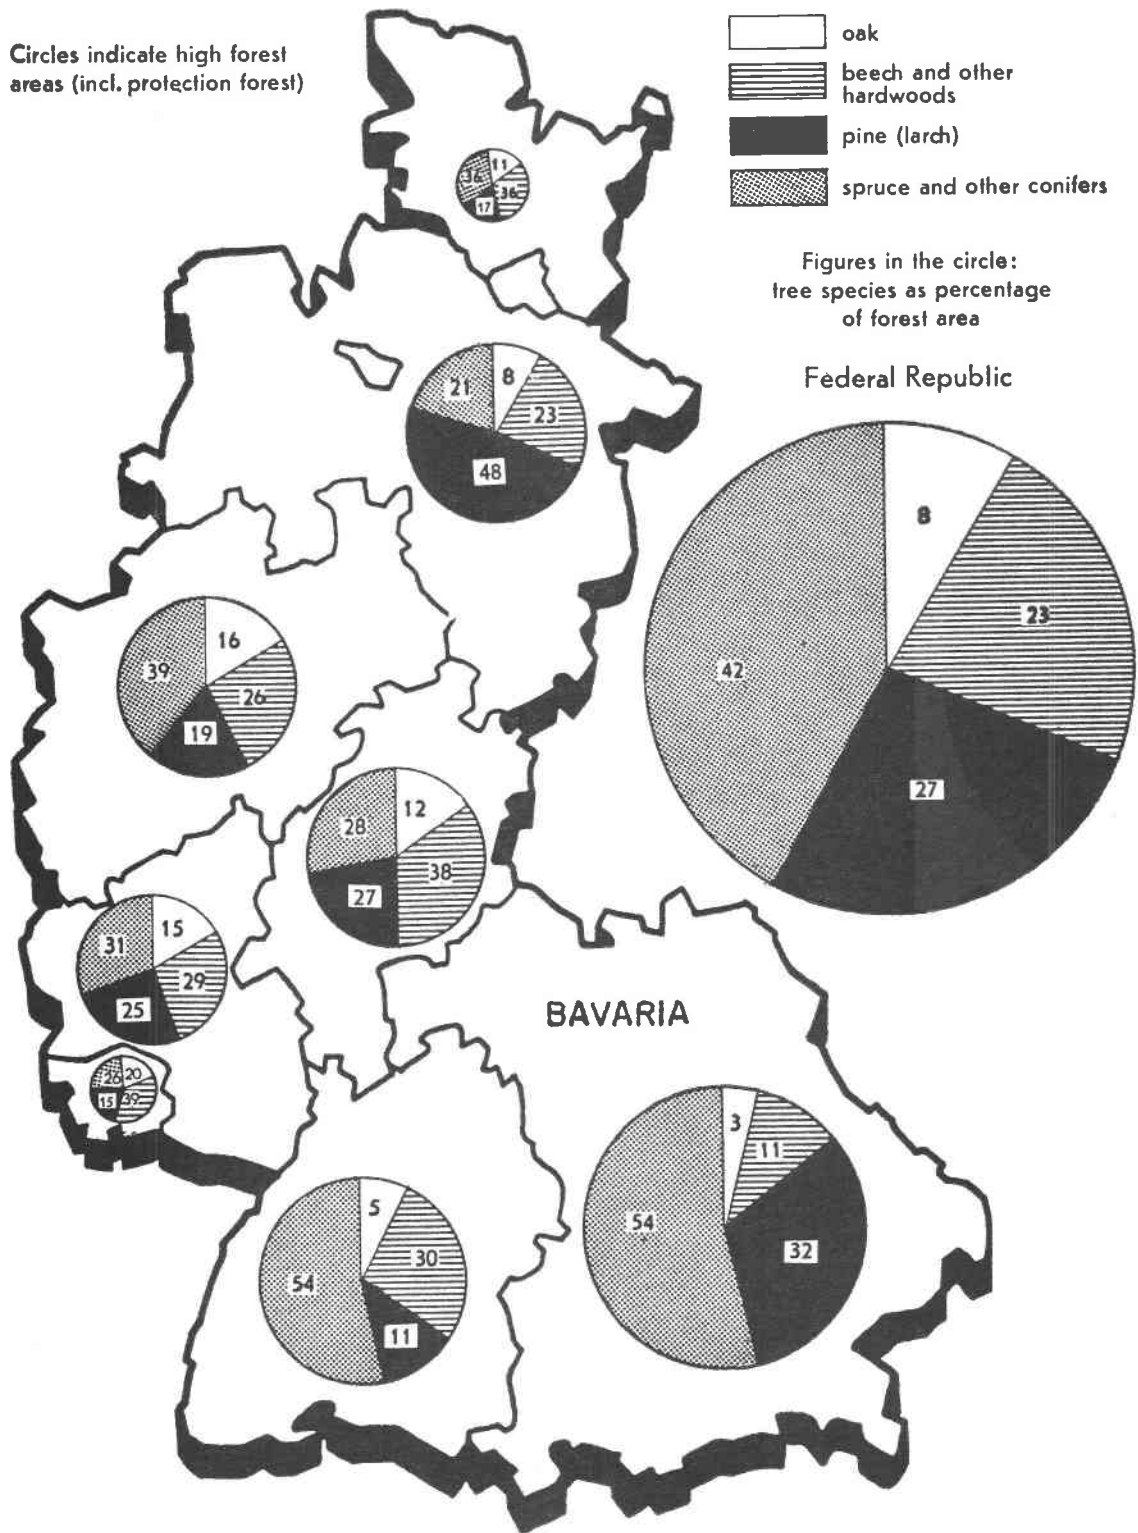 Circles indicate high forest
areas (incl. protection forest)
oak
beech and other
hardwoods
pine (larch)
spruce and other conifers
Figures in the circle:
tree species as percentage
of forest area
Federal Republic
36 11
17 36
21 8
23
48
8
23
42
27
16
39
26
19
12
28
38
27
15
31
29
25
26 20
15 39
BAVARIA
3
11
54
32
5
30
54
11